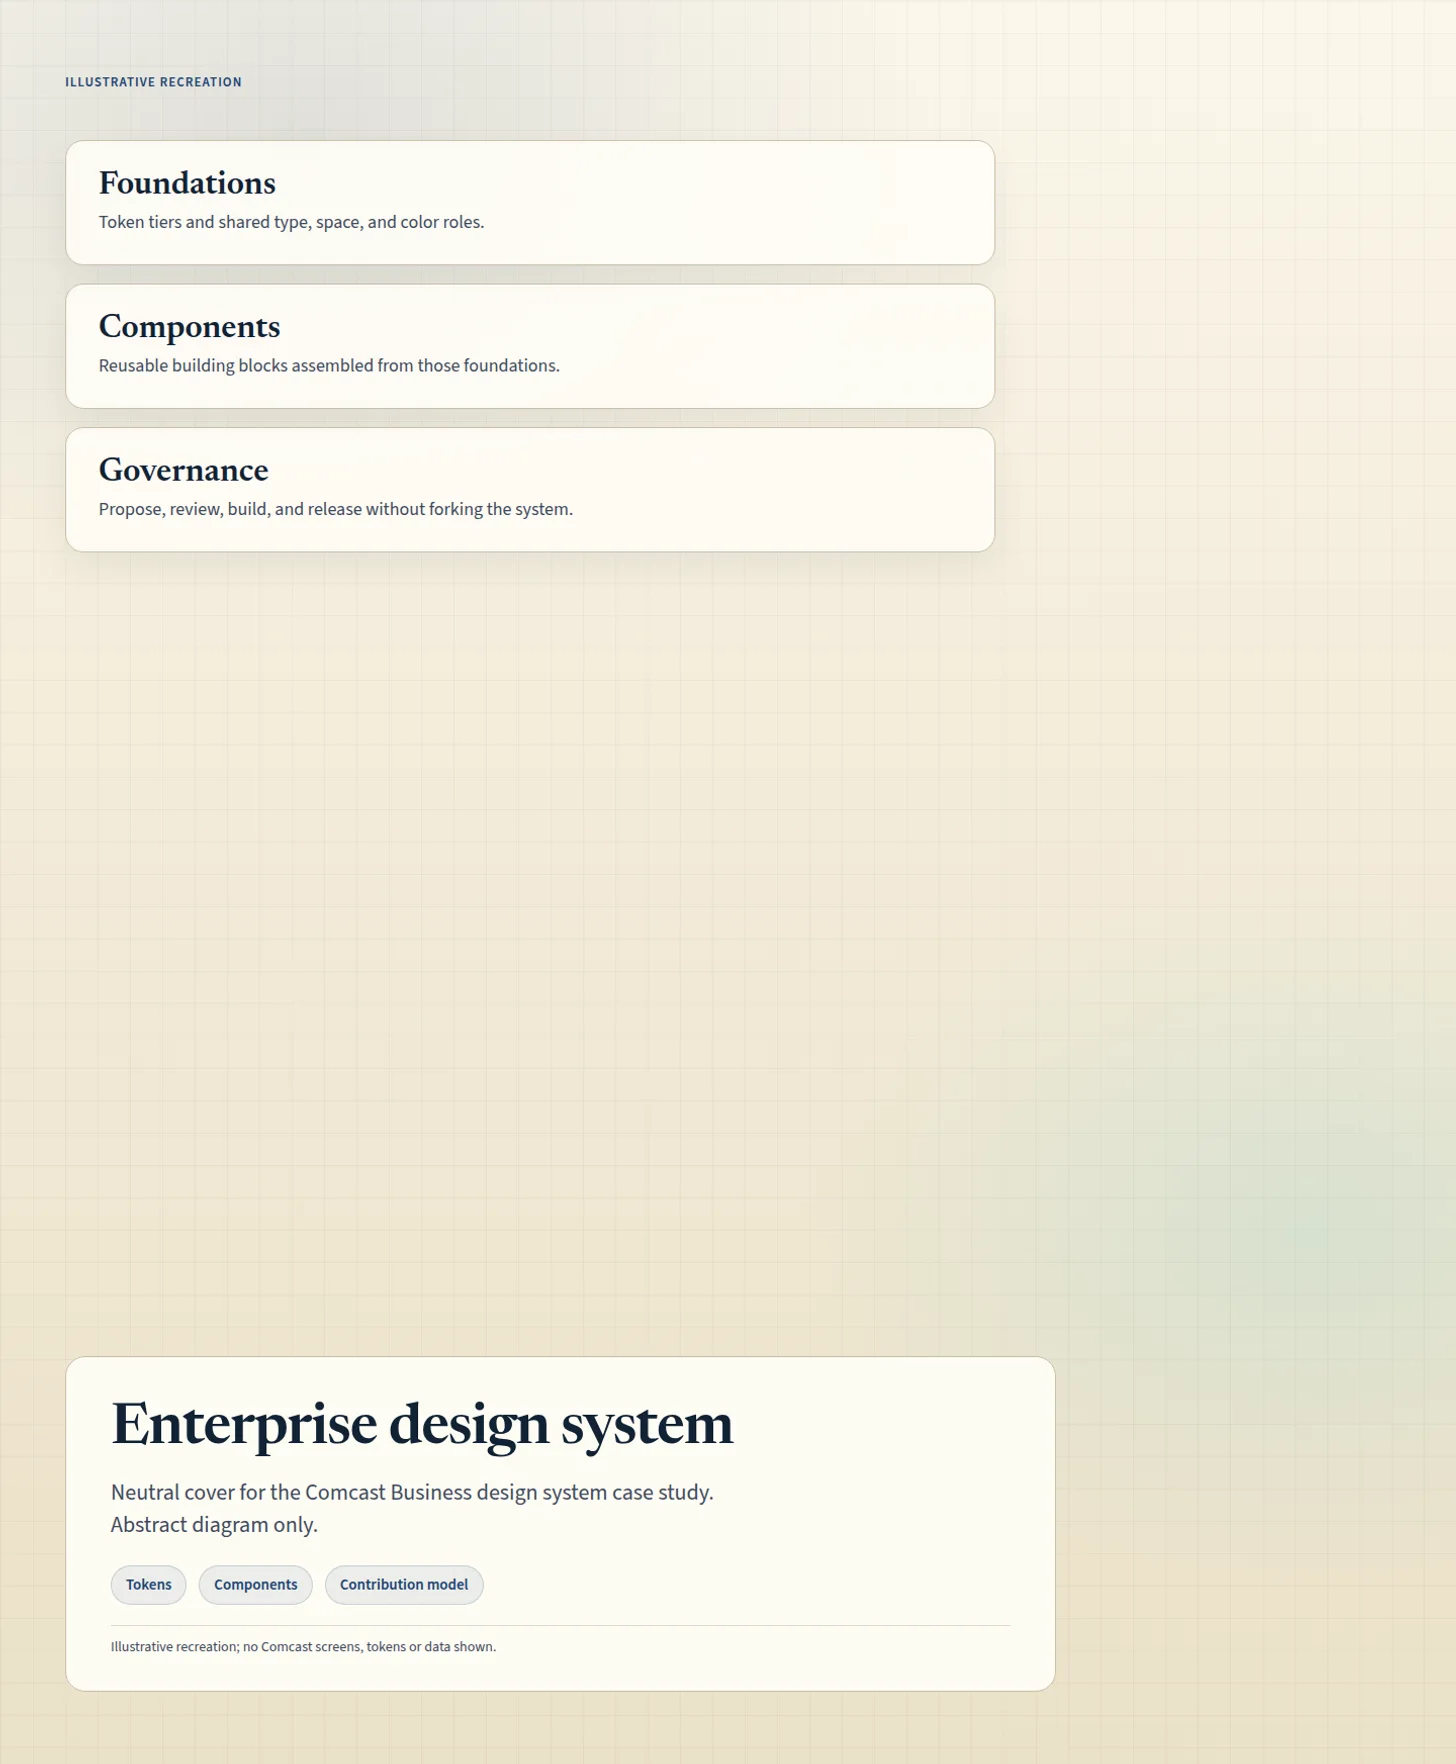 ILLUSTRATIVE RECREATION
Foundations
Token tiers and shared type, space, and color roles.
Components
Reusable building blocks assembled from those foundations.
Governance
Propose, review, build, and release without forking the system.
Enterprise design system
Neutral cover for the Comcast Business design system case study.
Abstract diagram only.
Tokens Components Contribution model
Illustrative recreation; no Comcast screens, tokens or data shown.